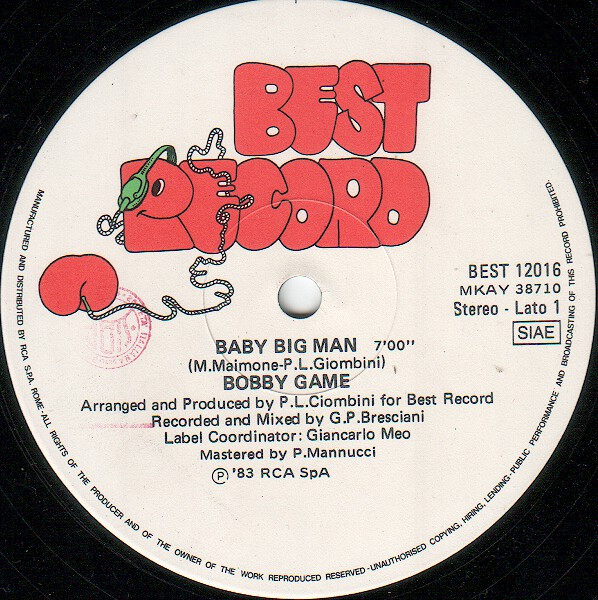 BEST
RECORD
BEST 12016
MKAY 38710
Stereo - Lato 1
SIAE
BABY BIG MAN 7'00''
(M.Maimone-P.L.Giombini)
BOBBY GAME
Arranged and Produced by P.L.Ciombini for Best Record
Recorded and Mixed by G.P.Bresciani
Label Coordinator: Giancarlo Meo
Mastered by P.Mannucci
Ⓟ '83 RCA SpA
MANUFACTURED AND DISTRIBUTED BY RCA S.P.A. ROME-ALL RIGHTS OF THE PRODUCER AND OF THE OWNER OF THE WORK REPRODUCED RESERVED-UNAUTHORISED COPYING, HIRING, LENDING-PUBLIC PERFORMANCE AND BROADCASTING OF THIS RECORD PROHIBITED.